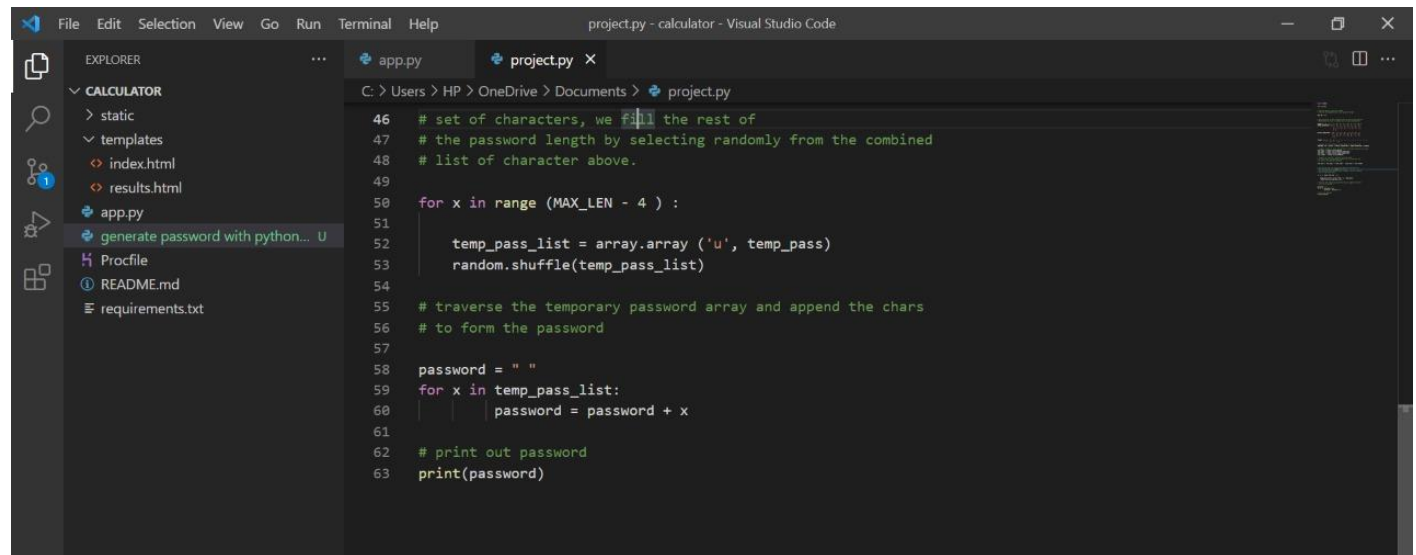 File Edit Selection View Go Run Terminal Help project.py - calculator - Visual Studio Code
EXPLORER ...
CALCULATOR
static
templates
index.html
results.html
app.py
generate password with python... U
Procfile
README.md
requirements.txt
1
app.py project.py
C: > Users > HP > OneDrive > Documents > project.py
46 # set of characters, we fill the rest of
47 # the password length by selecting randomly from the combined
48 # list of character above.
49
50 for x in range (MAX_LEN - 4 ) :
51
52 temp_pass_list = array.array ('u', temp_pass)
53 random.shuffle(temp_pass_list)
54
55 # traverse the temporary password array and append the chars
56 # to form the password
57
58 password = " "
59 for x in temp_pass_list:
60 password = password + x
61
62 # print out password
63 print(password)